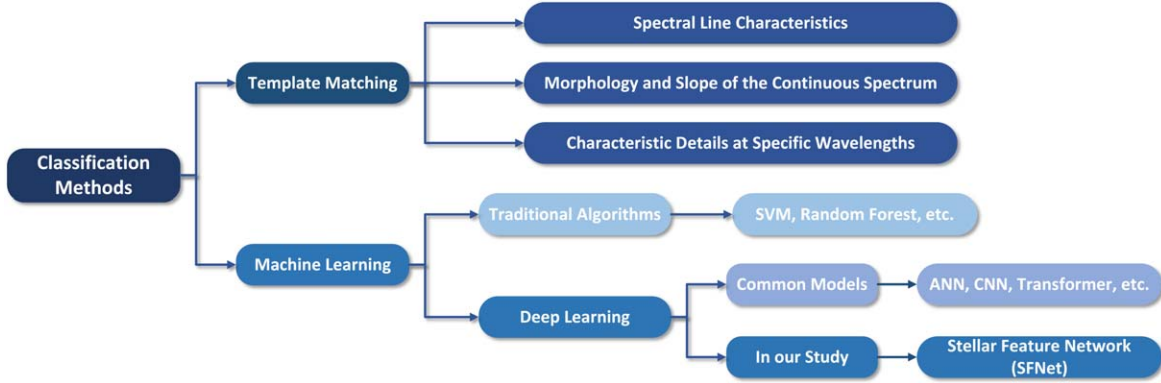 Classification
Methods
Template Matching
Spectral Line Characteristics
Morphology and Slope of the Continuous Spectrum
Characteristic Details at Specific Wavelengths
Machine Learning
Traditional Algorithms
SVM, Random Forest, etc.
Deep Learning
Common Models
ANN, CNN, Transformer, etc.
In our Study
Stellar Feature Network
(SFNet)